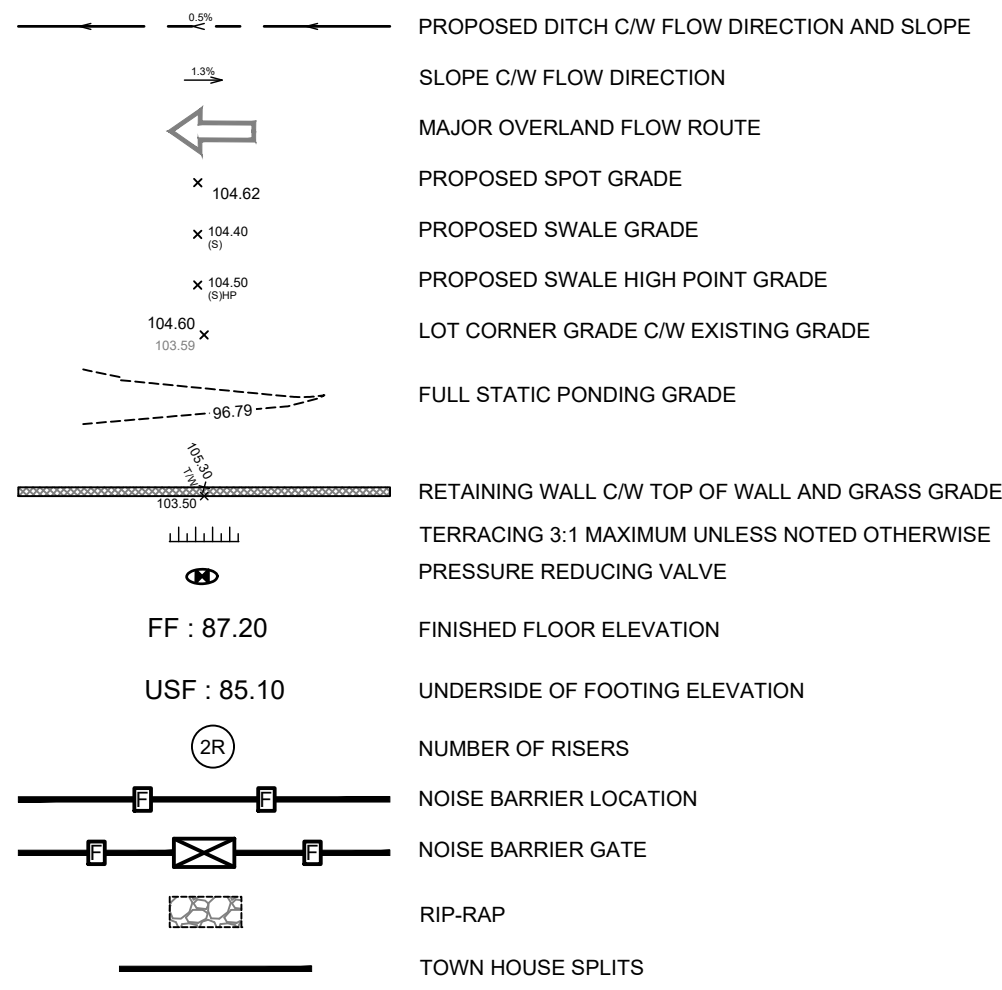 0.5%
PROPOSED DITCH C/W FLOW DIRECTION AND SLOPE
1.3%
SLOPE C/W FLOW DIRECTION
MAJOR OVERLAND FLOW ROUTE
104.62
PROPOSED SPOT GRADE
104.40
(S)
PROPOSED SWALE GRADE
104.50
(S)HP
PROPOSED SWALE HIGH POINT GRADE
104.60
103.59
LOT CORNER GRADE C/W EXISTING GRADE
96.79
FULL STATIC PONDING GRADE
105.30
T/W
103.50
RETAINING WALL C/W TOP OF WALL AND GRASS GRADE
TERRACING 3:1 MAXIMUM UNLESS NOTED OTHERWISE
PRESSURE REDUCING VALVE
FF : 87.20
FINISHED FLOOR ELEVATION
USF : 85.10
UNDERSIDE OF FOOTING ELEVATION
2R
NUMBER OF RISERS
F F
NOISE BARRIER LOCATION
F F
NOISE BARRIER GATE
RIP-RAP
TOWN HOUSE SPLITS